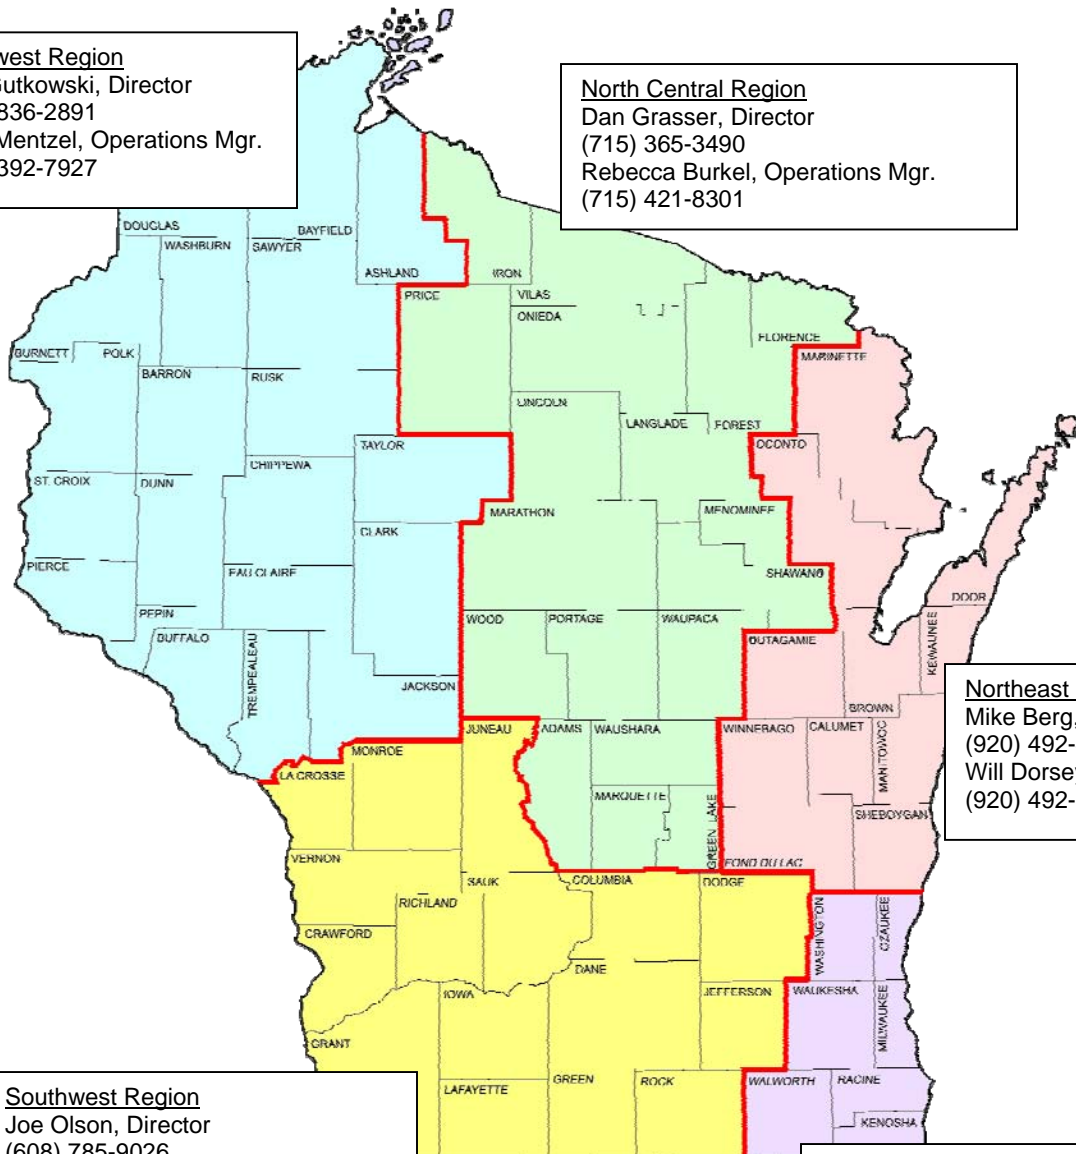 west Region
Gutkowski, Director
836-2891
Mentzel, Operations Mgr.
392-7927
North Central Region
Dan Grasser, Director
(715) 365-3490
Rebecca Burkel, Operations Mgr.
(715) 421-8301
DOUGLAS
WASHBURN
SAWYER
BAYFIELD
ASHLAND
IRON
PRICE
VILAS
ONIEDA
FLORENCE
MARINETTE
BURNETT
POLK
BARRON
RUSK
LINCOLN
LANGLADE
FOREST
OCONTO
TAYLOR
CHIPPEWA
ST. CROIX
DUNN
MARATHON
MENOMINEE
CLARK
PIERCE
EAU CLAIRE
SHAWANO
DOOR
PEPIN
WOOD
PORTAGE
WAUPACA
BUFFALO
TREMPEALEAU
OUTAGAMIE
KEWAUNEE
JACKSON
BROWN
Northeast
Mike Berg,
(920) 492-
Will Dorsey
(920) 492-
JUNEAU
ADAMS
WAUSHARA
WINNEBAGO
CALUMET
MANITOWOC
MONROE
LA CROSSE
MARQUETTE
GREEN LAKE
SHEBOYGAN
VERNON
FOND DU LAC
SAUK
COLUMBIA
DODGE
RICHLAND
WASHINGTON
OZAUKEE
CRAWFORD
DANE
IOWA
JEFFERSON
WAUKESHA
MILWAUKEE
GRANT
LAFAYETTE
GREEN
ROCK
WALWORTH
RACINE
KENOSHA
Southwest Region
Joe Olson, Director
(608) 785-9026